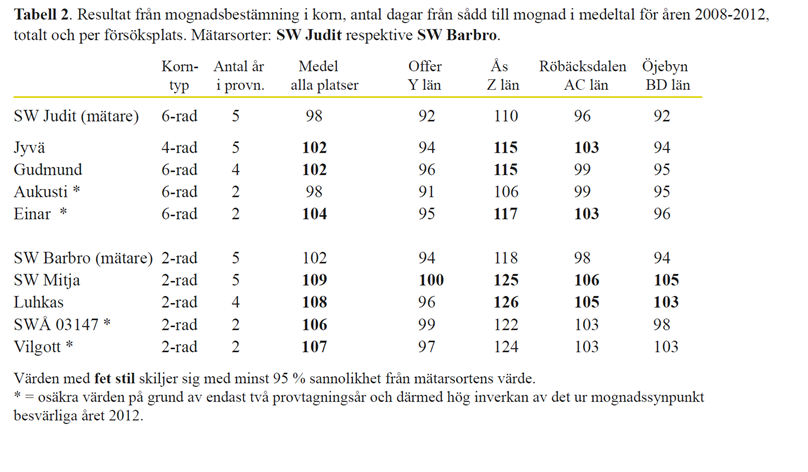 Tabell 2. Resultat från mognadsbestämning i korn, antal dagar från sådd till mognad i medeltal för åren 2008-2012,
totalt och per försöksplats. Mätarsorter: SW Judit respektive SW Barbro.
Korn- Antal år Medel Offer Ås Röbäcksdalen Öjebyn
typ i provn. alla platser Y län Z län AC län BD län
SW Judit (mätare) 6-rad 5 98 92 110 96 92
Jyvä 4-rad 5 102 94 115 103 94
Gudmund 6-rad 4 102 96 115 99 95
Aukusti * 6-rad 2 98 91 106 99 95
Einar * 6-rad 2 104 95 117 103 96
SW Barbro (mätare) 2-rad 5 102 94 118 98 94
SW Mitja 2-rad 5 109 100 125 106 105
Luhkas 2-rad 4 108 96 126 105 103
SWÅ 03147 * 2-rad 2 106 99 122 103 98
Vilgott * 2-rad 2 107 97 124 103 103
Värden med fet stil skiljer sig med minst 95 % sannolikhet från mätarsortens värde.
* = osäkra värden på grund av endast två provtagningsår och därmed hög inverkan av det ur mognadssynpunkt
besvärliga året 2012.